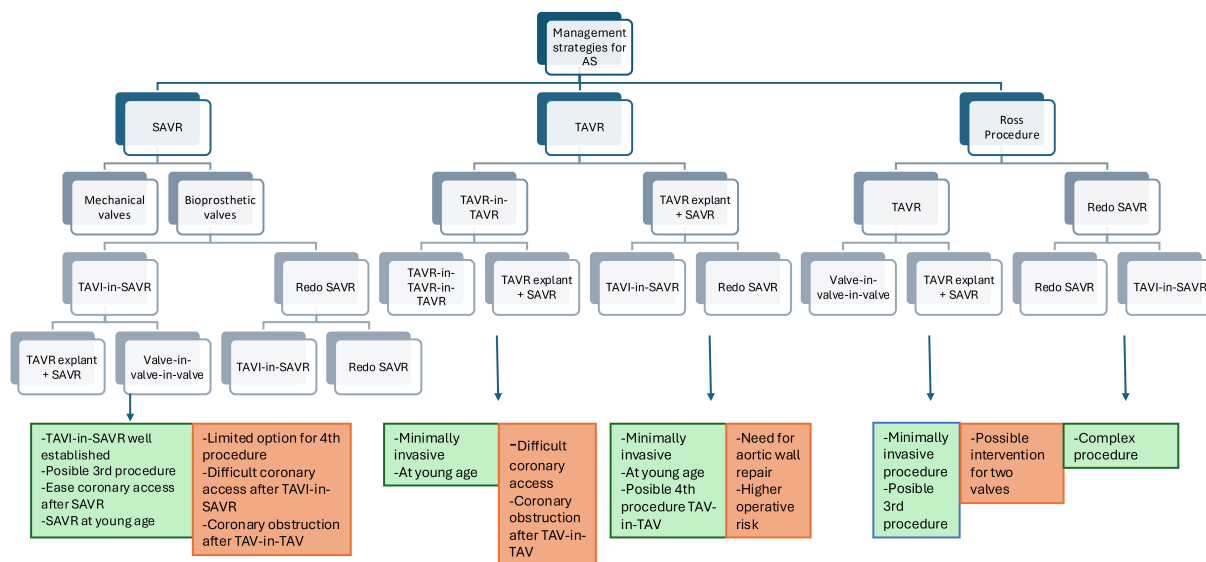 Management
strategies for
AS
SAVR
TAVR
Ross
Procedure
Mechanical
valves
Bioprosthetic
valves
TAVR-in-
TAVR
TAVR explant
+ SAVR
TAVR
Redo SAVR
TAVI-in-SAVR
Redo SAVR
TAVR-in-
TAVR-in-
TAVR
TAVR explant
+ SAVR
TAVI-in-SAVR
Redo SAVR
Valve-in-
valve-in-valve
TAVR explant
+ SAVR
Redo SAVR
TAVI-in-SAVR
TAVR explant
+ SAVR
Valve-in-
valve-in-valve
TAVI-in-SAVR
Redo SAVR
-TAVI-in-SAVR well
established
-Posible 3rd procedure
-Ease coronary access
after SAVR
-SAVR at young age
-Limited option for 4th
procedure
-Difficult coronary
access after TAVI-in-
SAVR
-Coronary obstruction
after TAV-in-TAV
-Minimally
invasive
-At young age
-Difficult
coronary
access
-Coronary
obstruction
after TAV-in-
TAV
-Minimally
invasive
-At young age
-Posible 4th
procedure TAV-
in-TAV
-Need for
aortic wall
repair
-Higher
operative
risk
-Minimally
invasive
procedure
-Posible
3rd
procedure
-Possible
intervention
for two
valves
-Complex
procedure